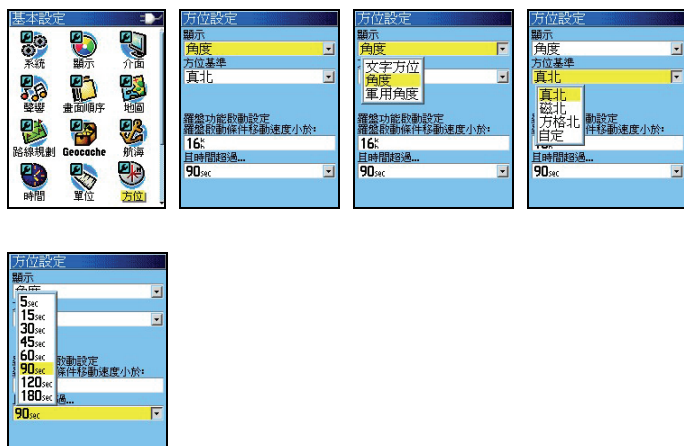 基本設定
系統 顯示 介面
聲響 畫面順序 地圖
路線規劃 Geocache 航海
時間 單位 方位
方位設定
顯示
角度
方位基準
真北
羅盤功能啟動設定
羅盤啟動條件移動速度小於:
16
且時間超過...
90sec
方位設定
顯示
角度
文字方位
角度
軍用角度
羅盤功能啟動設定
羅盤啟動條件移動速度小於:
16
且時間超過...
90sec
方位設定
顯示
角度
方位基準
真北
真北
磁北
方格北
自定
動設定
件移動速度小於:
90sec
方位設定
顯示
角度
5sec
15sec
30sec
45sec
60sec
90sec
120sec
180sec
啟動設定
條件移動速度小於:
過...
90sec